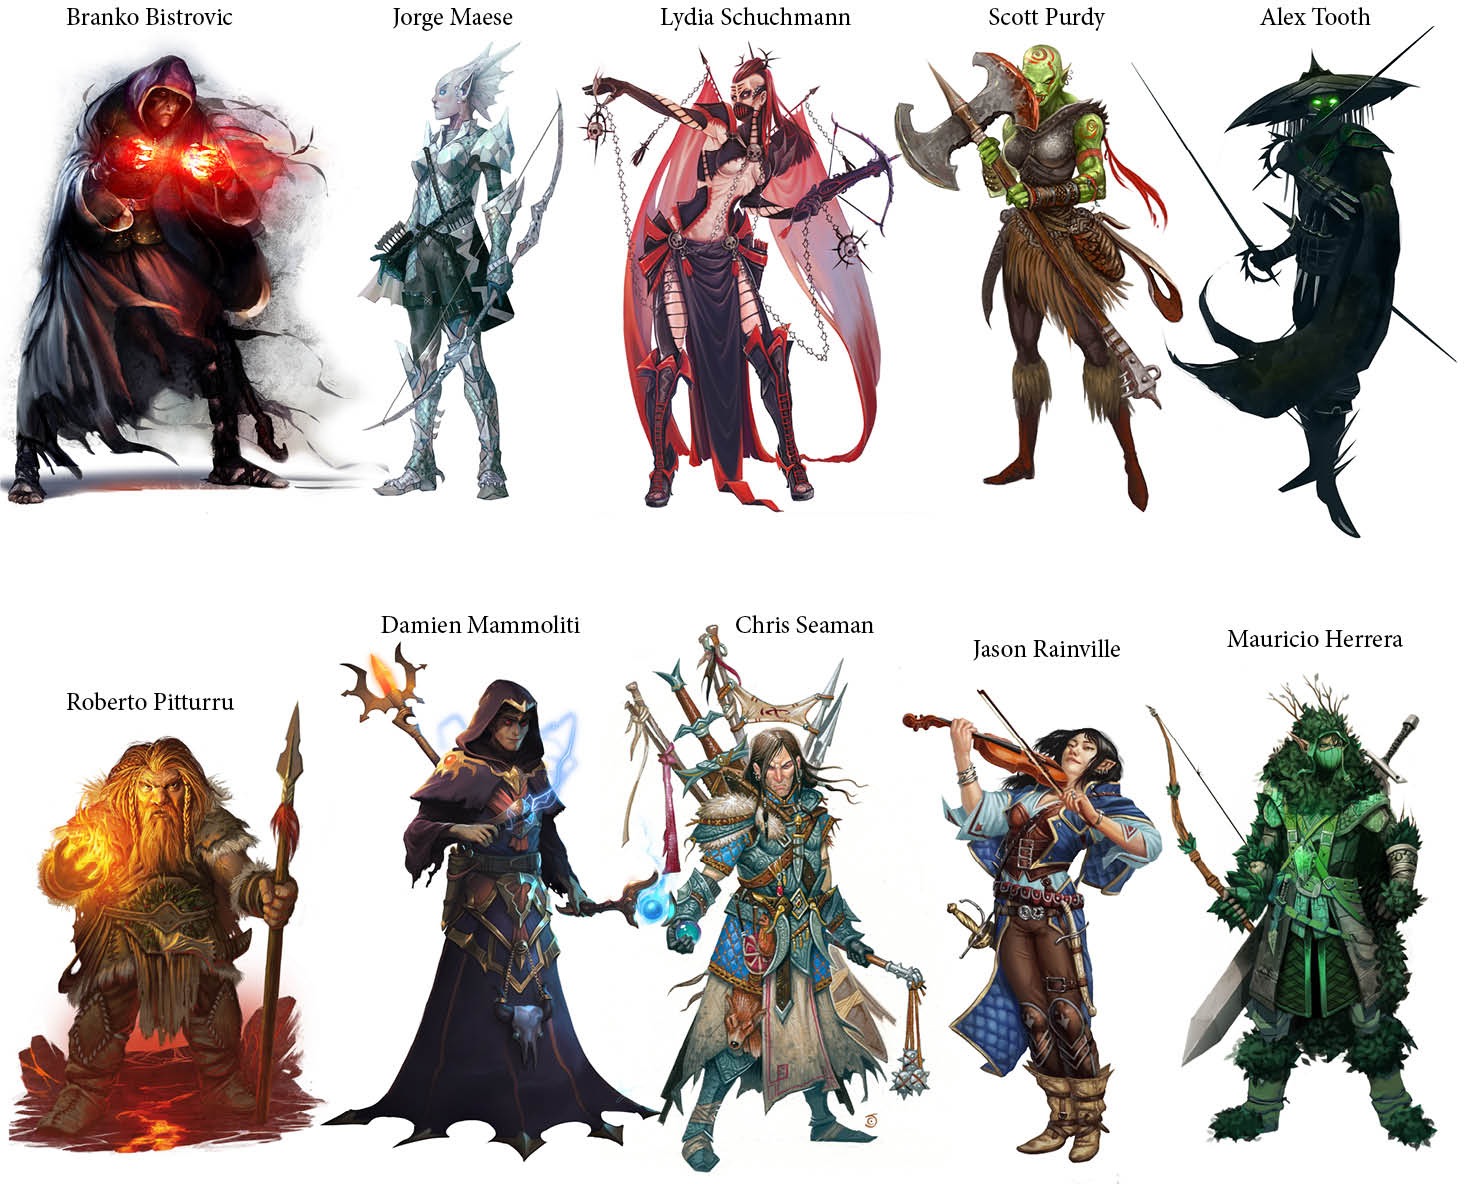 Branko Bistrovic
Jorge Maese
Lydia Schuchmann
Scott Purdy
Alex Tooth
Roberto Pitturru
Damien Mammoliti
Chris Seaman
Jason Rainville
Mauricio Herrera